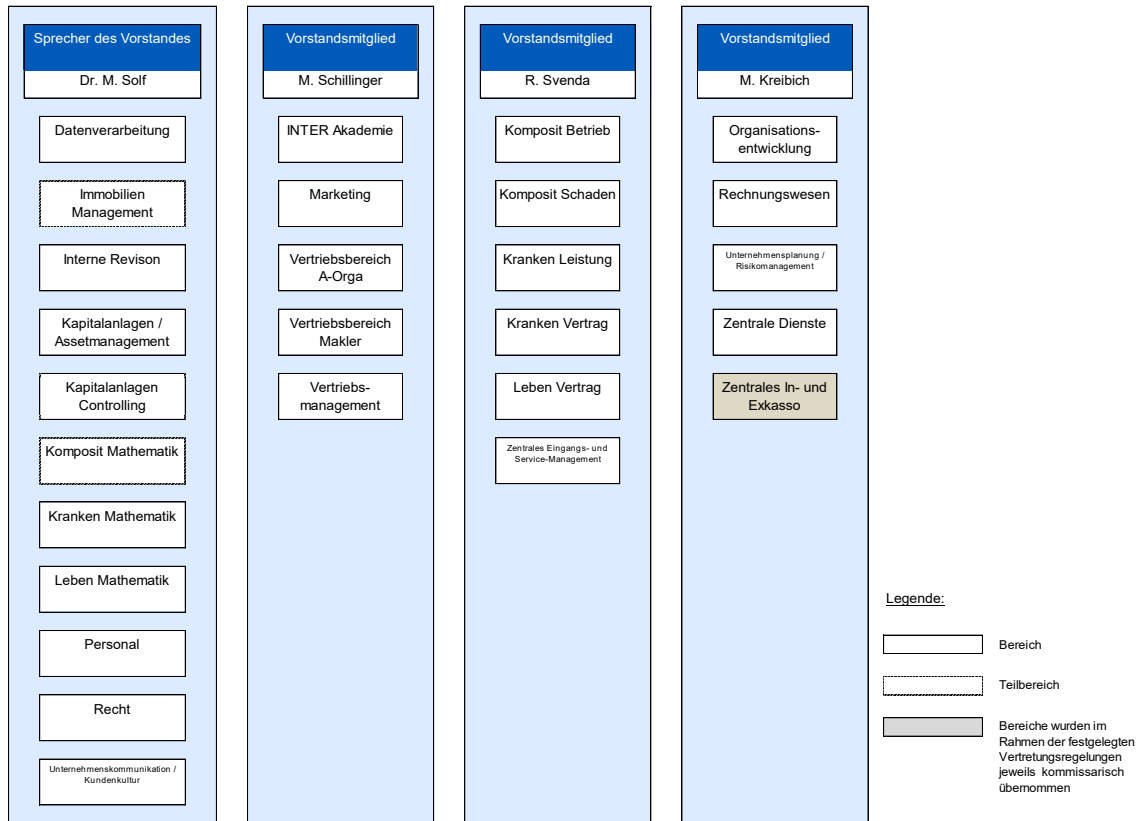 Sprecher des Vorstandes
Dr. M. Solf
Datenverarbeitung
Immobilien
Management
Interne Revison
Kapitalanlagen /
Assetmanagement
Kapitalanlagen
Controlling
Komposit Mathematik
Kranken Mathematik
Leben Mathematik
Personal
Recht
Unternehmenskommunikation /
Kundenkultur
Vorstandsmitglied
M. Schillinger
INTER Akademie
Marketing
Vertriebsbereich
A-Orga
Vertriebsbereich
Makler
Vertriebs-
management
Vorstandsmitglied
R. Svenda
Komposit Betrieb
Komposit Schaden
Kranken Leistung
Kranken Vertrag
Leben Vertrag
Zentrales Eingangs- und
Service-Management
Vorstandsmitglied
M. Kreibich
Organisations-
entwicklung
Rechnungswesen
Unternehmensplanung /
Risikomanagement
Zentrale Dienste
Zentrales In- und
Exkasso
Legende:
Bereich
Teilbereich
Bereiche wurden im
Rahmen der festgelegten
Vertretungsregelungen
jeweils kommissarisch
übernommen